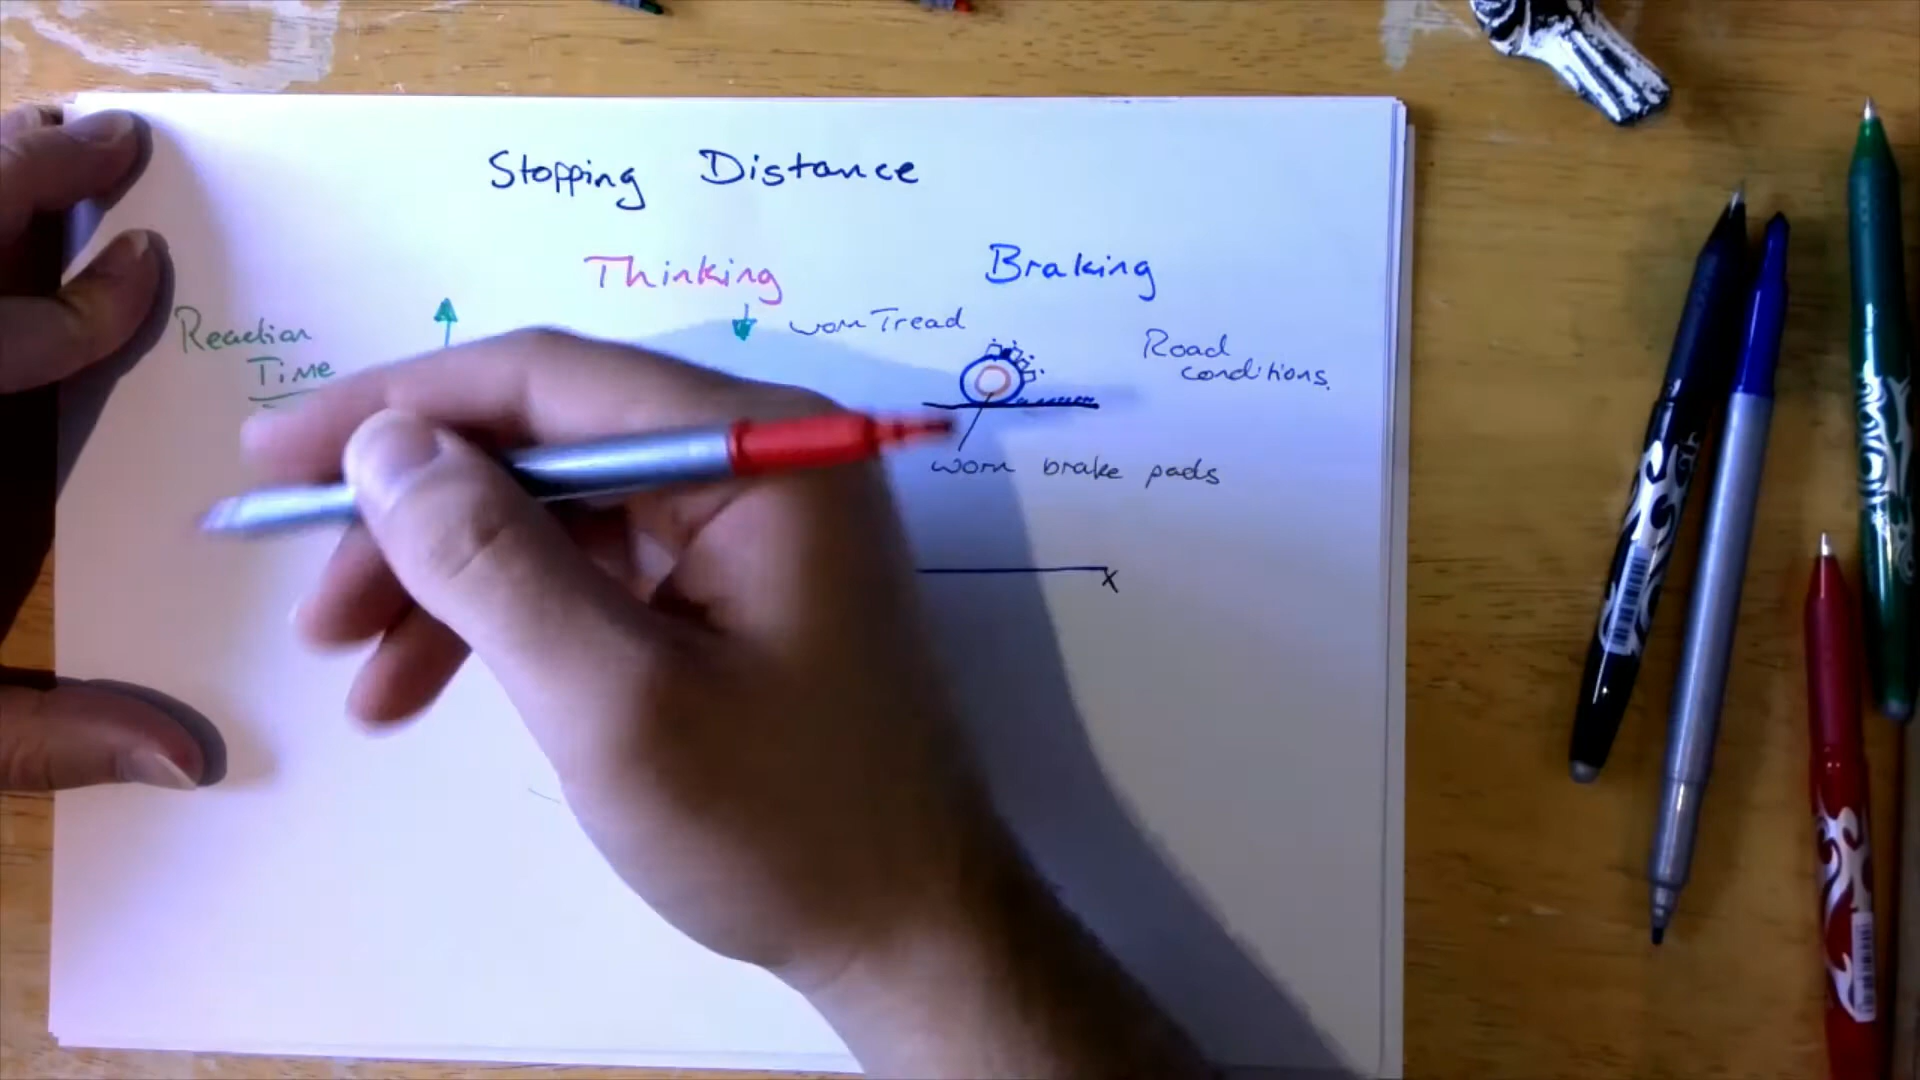 Stopping Distance
Thinking
Braking
Reaction
Time
worn Tread
Road
conditions.
worn brake pads
x